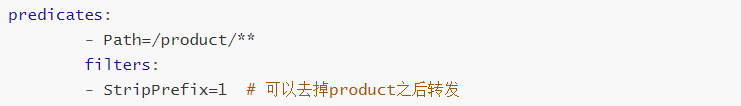 predicates:
- Path=/product/**
filters:
- StripPrefix=1 # 可以去掉product之后转发